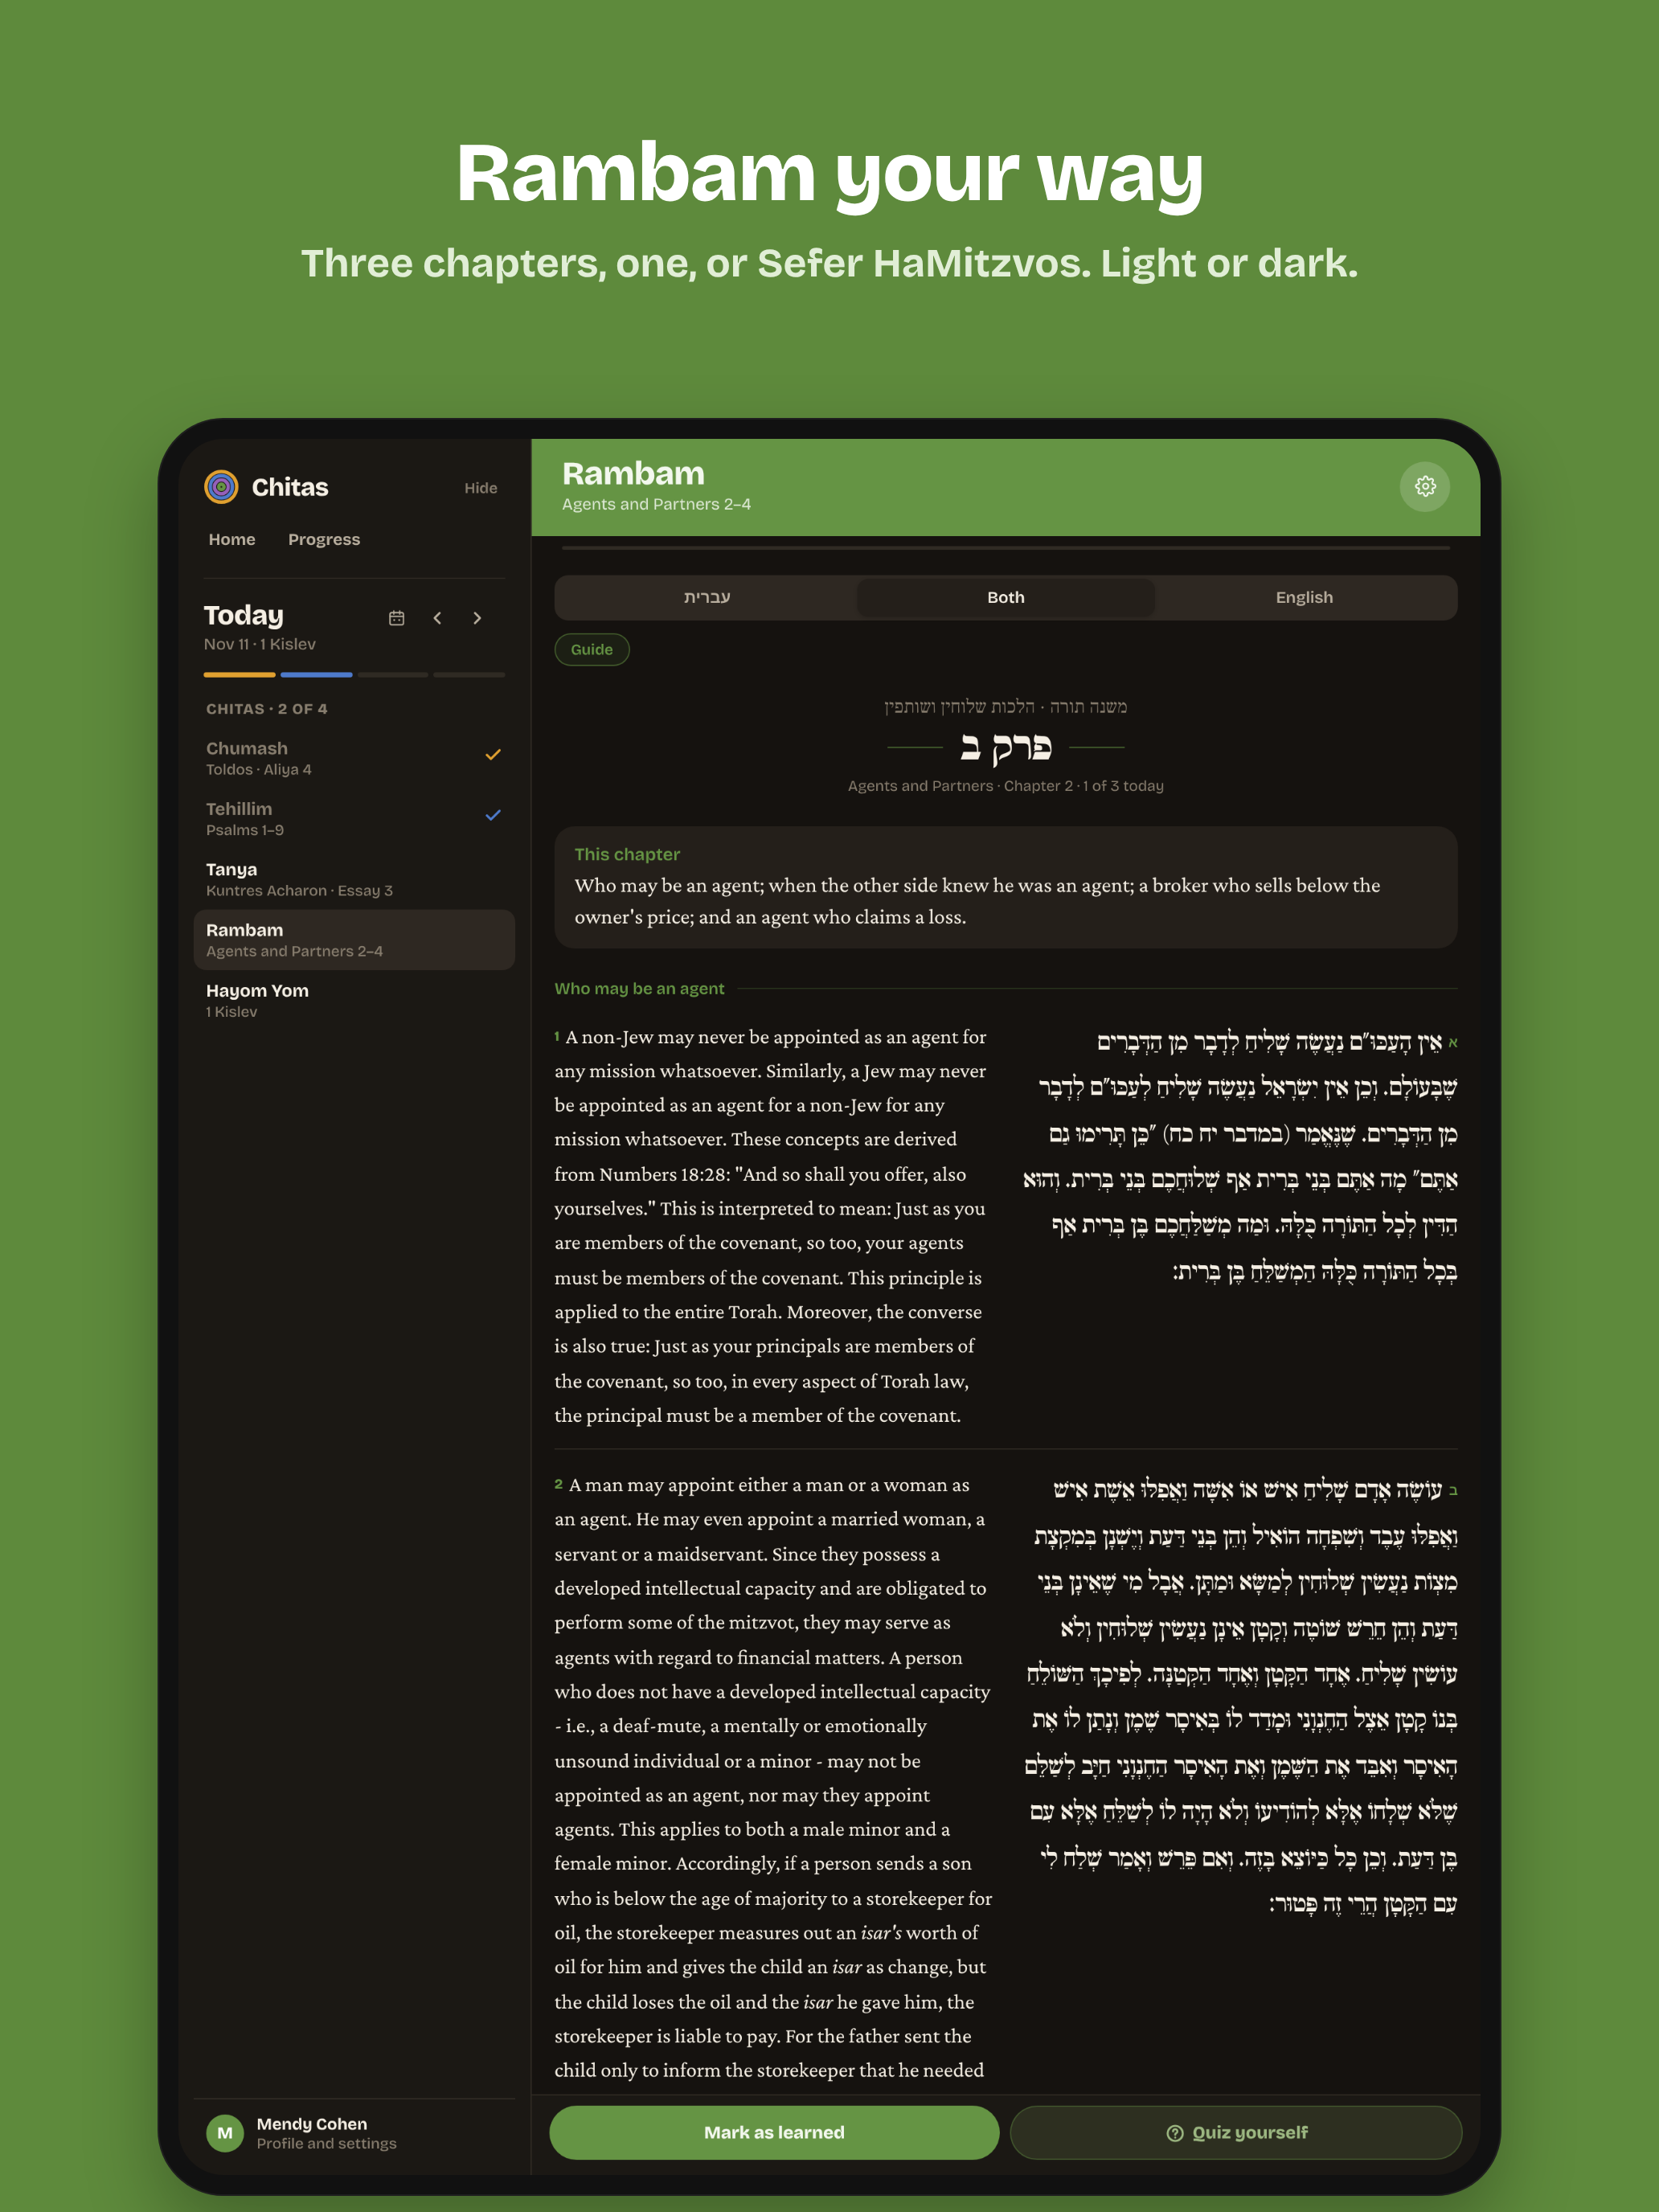 Rambam your way
Three chapters, one, or Sefer HaMitzvos. Light or dark.
Chitas
Hide
Home
Progress
Today
Nov 11 · 1 Kislev
CHITAS · 2 OF 4
Chumash
Toldos · Aliya 4
Tehillim
Psalms 1–9
Tanya
Kuntres Acharon · Essay 3
Rambam
Agents and Partners 2–4
Hayom Yom
1 Kislev
M
Mendy Cohen
Profile and settings
Rambam
Agents and Partners 2–4
עברית
Both
English
Guide
משנה תורה · הלכות שלוחין ושותפין
פרק ב
Agents and Partners · Chapter 2 · 1 of 3 today
This chapter
Who may be an agent; when the other side knew he was an agent; a broker who sells below the
owner's price; and an agent who claims a loss.
Who may be an agent
1 A non-Jew may never be appointed as an agent for
any mission whatsoever. Similarly, a Jew may never
be appointed as an agent for a non-Jew for any
mission whatsoever. These concepts are derived
from Numbers 18:28: "And so shall you offer, also
yourselves." This is interpreted to mean: Just as you
are members of the covenant, so too, your agents
must be members of the covenant. This principle is
applied to the entire Torah. Moreover, the converse
is also true: Just as your principals are members of
the covenant, so too, in every aspect of Torah law,
the principal must be a member of the covenant.
א אֵין הָעַכּוּ"ם נַעֲשֶׂה שָׁלִיחַ לְדָבָר מִן הַדְּבָרִים
שֶׁבָּעוֹלָם. וְכֵן אֵין יִשְׂרָאֵל נַעֲשֶׂה שָׁלִיחַ לְעַכּוּ"ם לְדָבָר
מִן הַדְּבָרִים. שֶׁנֶּאֱמַר (במדבר יח כח) "כֵּן תָּרִימוּ גַם
אַתֶּם" מָה אַתֶּם בְּנֵי בְּרִית אַף שְׁלוּחֲכֶם בְּנֵי בְּרִית. וְהוּא
הַדִּין לְכָל הַתּוֹרָה כֻּלָּהּ. וּמַה מְשַׁלַּחֲכֶם בֶּן בְּרִית אַף
בְּכָל הַתּוֹרָה כֻּלָּהּ הַמְשַׁלֵּחַ בֶּן בְּרִית:
2 A man may appoint either a man or a woman as
an agent. He may even appoint a married woman, a
servant or a maidservant. Since they possess a
developed intellectual capacity and are obligated to
perform some of the mitzvot, they may serve as
agents with regard to financial matters. A person
who does not have a developed intellectual capacity
- i.e., a deaf-mute, a mentally or emotionally
unsound individual or a minor - may not be
appointed as an agent, nor may they appoint
agents. This applies to both a male minor and a
female minor. Accordingly, if a person sends a son
who is below the age of majority to a storekeeper for
oil, the storekeeper measures out an isar's worth of
oil for him and gives the child an isar as change, but
the child loses the oil and the isar he gave him, the
storekeeper is liable to pay. For the father sent the
child only to inform the storekeeper that he needed
ב עוֹשֶׂה אָדָם שָׁלִיחַ אִישׁ אוֹ אִשָּׁה וַאֲפִלּוּ אֵשֶׁת אִישׁ
וַאֲפִלּוּ עֶבֶד וְשִׁפְחָה הוֹאִיל וְהֵן בְּנֵי דַּעַת וְיֶשְׁנָן בְּמִקְצָת
מִצְוֹת נַעֲשִׂין שְׁלוּחִין לְמַשָּׂא וּמַתָּן. אֲבָל מִי שֶׁאֵינָן בְּנֵי
דַּעַת וְהֵן חֵרֵשׁ שׁוֹטֶה וְקָטָן אֵינָן נַעֲשִׂין שְׁלוּחִין וְלֹא
עוֹשִׂין שָׁלִיחַ. אֶחָד הַקָּטָן וְאֶחָד הַקְּטַנָּה. לְפִיכָךְ הַשּׁוֹלֵחַ
בְּנוֹ קָטָן אֵצֶל הַחֶנְוָנִי וּמָדַד לוֹ בְּאִיסָר שֶׁמֶן וְנָתַן לוֹ אֶת
הָאִיסָר וְאִבֵּד אֶת הַשֶּׁמֶן וְאֶת הָאִיסָר הַחֶנְוָנִי חַיָּב לְשַׁלֵּם
שֶׁלֹּא שְׁלָחוֹ אֶלָּא לְהוֹדִיעוֹ וְלֹא הָיָה לוֹ לְשַׁלֵּחַ אֶלָּא עִם
בֶּן דַּעַת. וְכֵן כָּל כַּיּוֹצֵא בָּזֶה. וְאִם פֵּרֵשׁ וְאָמַר שְׁלַח לִי
עִם הַקָּטָן הֲרֵי זֶה פָּטוּר:
Mark as learned
Quiz yourself